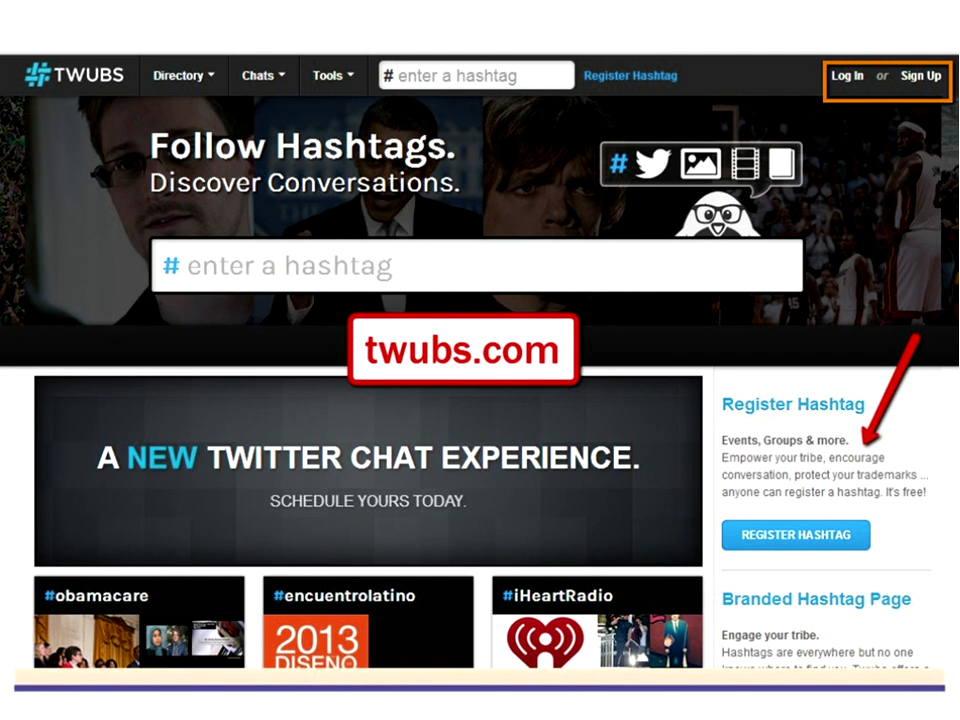 TWUBS
Directory
Chats
Tools
# enter a hashtag
Register Hashtag
Log In or Sign Up
Follow Hashtags.
Discover Conversations.
#
# enter a hashtag
twubs.com
A NEW TWITTER CHAT EXPERIENCE.
SCHEDULE YOURS TODAY.
Register Hashtag
Events, Groups & more.
Empower your tribe, encourage
conversation, protect your trademarks ...
anyone can register a hashtag. It's free!
REGISTER HASHTAG
#obamacare
#encuentrolatino
2013
DISENO
#iHeartRadio
Branded Hashtag Page
Engage your tribe.
Hashtags are everywhere but no one